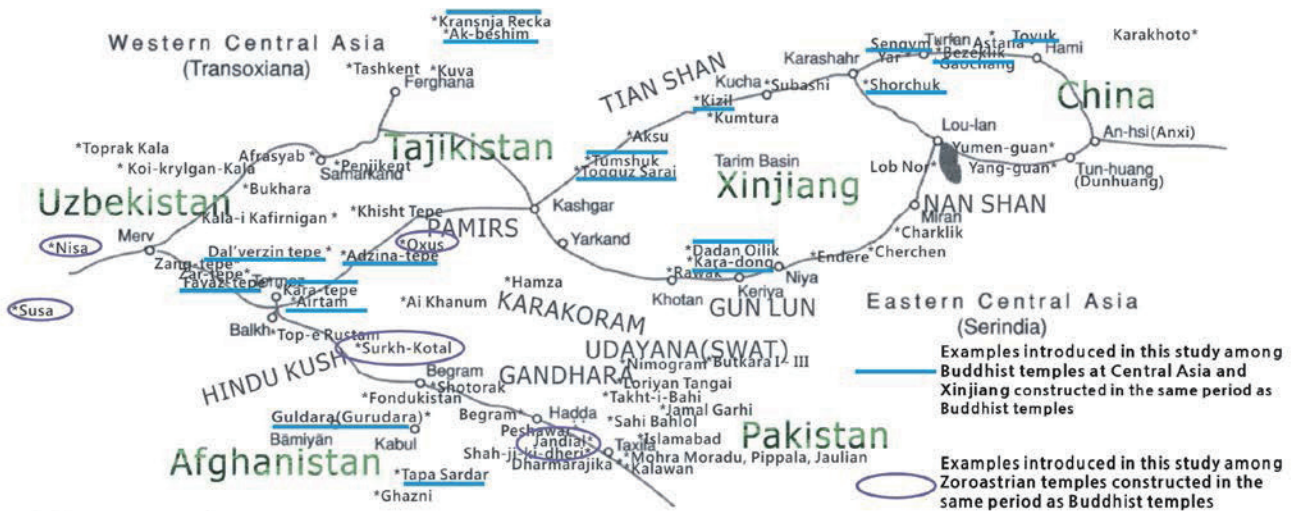 *Kransnja Recka
*Ak-beshim
Western Central Asia
(Transoxiana)
*Tashkent
*Kuva
Ferghana
*Toprak Kala
*Koi-krylgan-Kala
Afrasyab *
*Penjikent
Samarkand
*Bukhara
Tajikistan
Uzbekistan
Kala-i Kafirnigan *
*Khisht Tepe
PAMIRS
*Nisa
Merv
Dal'verzin tepe *
*Adzina-tepe
*Oxus
Zang-tepe*
Zar-tepe*
Fayaz-tepe*
Termez
Kara-tepe
*Airtam
*Susa
Balkh
*Top-e Rustam
*Ai Khanum
*Hamza
KARAKORAM
*Surkh-Kotal
HINDU KUSH
Begram
*Shotorak
*Fondukistan
Guldara(Gurudara)*
Bāmiyān
Kabul
Afghanistan
*Tapa Sardar
*Ghazni
TIAN SHAN
Karashahr
Kucha
*Subashi
*Kizil
*Kumtura
*Aksu
*Tumshuk
*Togguz Sarai
Kashgar
Yarkand
Tarim Basin
Xinjiang
Sengym
Yar *
Turfan
Astana *
*Bezeklik
Gaochang
* Toyuk
Hami
Karakhoto*
*Shorchuk
China
Lou-lan
An-hsi(Anxi)
Yumen-guan*
Lob Nor*
Yang-guan*
Tun-huang
(Dunhuang)
NAN SHAN
Miran
*Charklik
*Cherchen
*Endere
*Dadan Oilik
*Kara-dong
Niya
*Rawak
Keriya
Khotan
GUN LUN
UDAYANA(SWAT)
GANDHARA
*Nimogram
*Butkara I~ III
*Loriyan Tangai
*Takht-i-Bahi
*Jamal Garhi
*Sahi Bahlol
Begram*
Hadda
Peshawar
Jandial*
*Islamabad
Taxila
Shah-ji-ki-dheri*
*Mohra Moradu, Pippala, Jaulian
Dharmarajika*
*Kalawan
Pakistan
Eastern Central Asia
(Serindia)
Examples introduced in this study among
Buddhist temples at Central Asia and
Xinjiang constructed in the same period as
Buddhist temples
Examples introduced in this study among
Zoroastrian temples constructed in the
same period as Buddhist temples